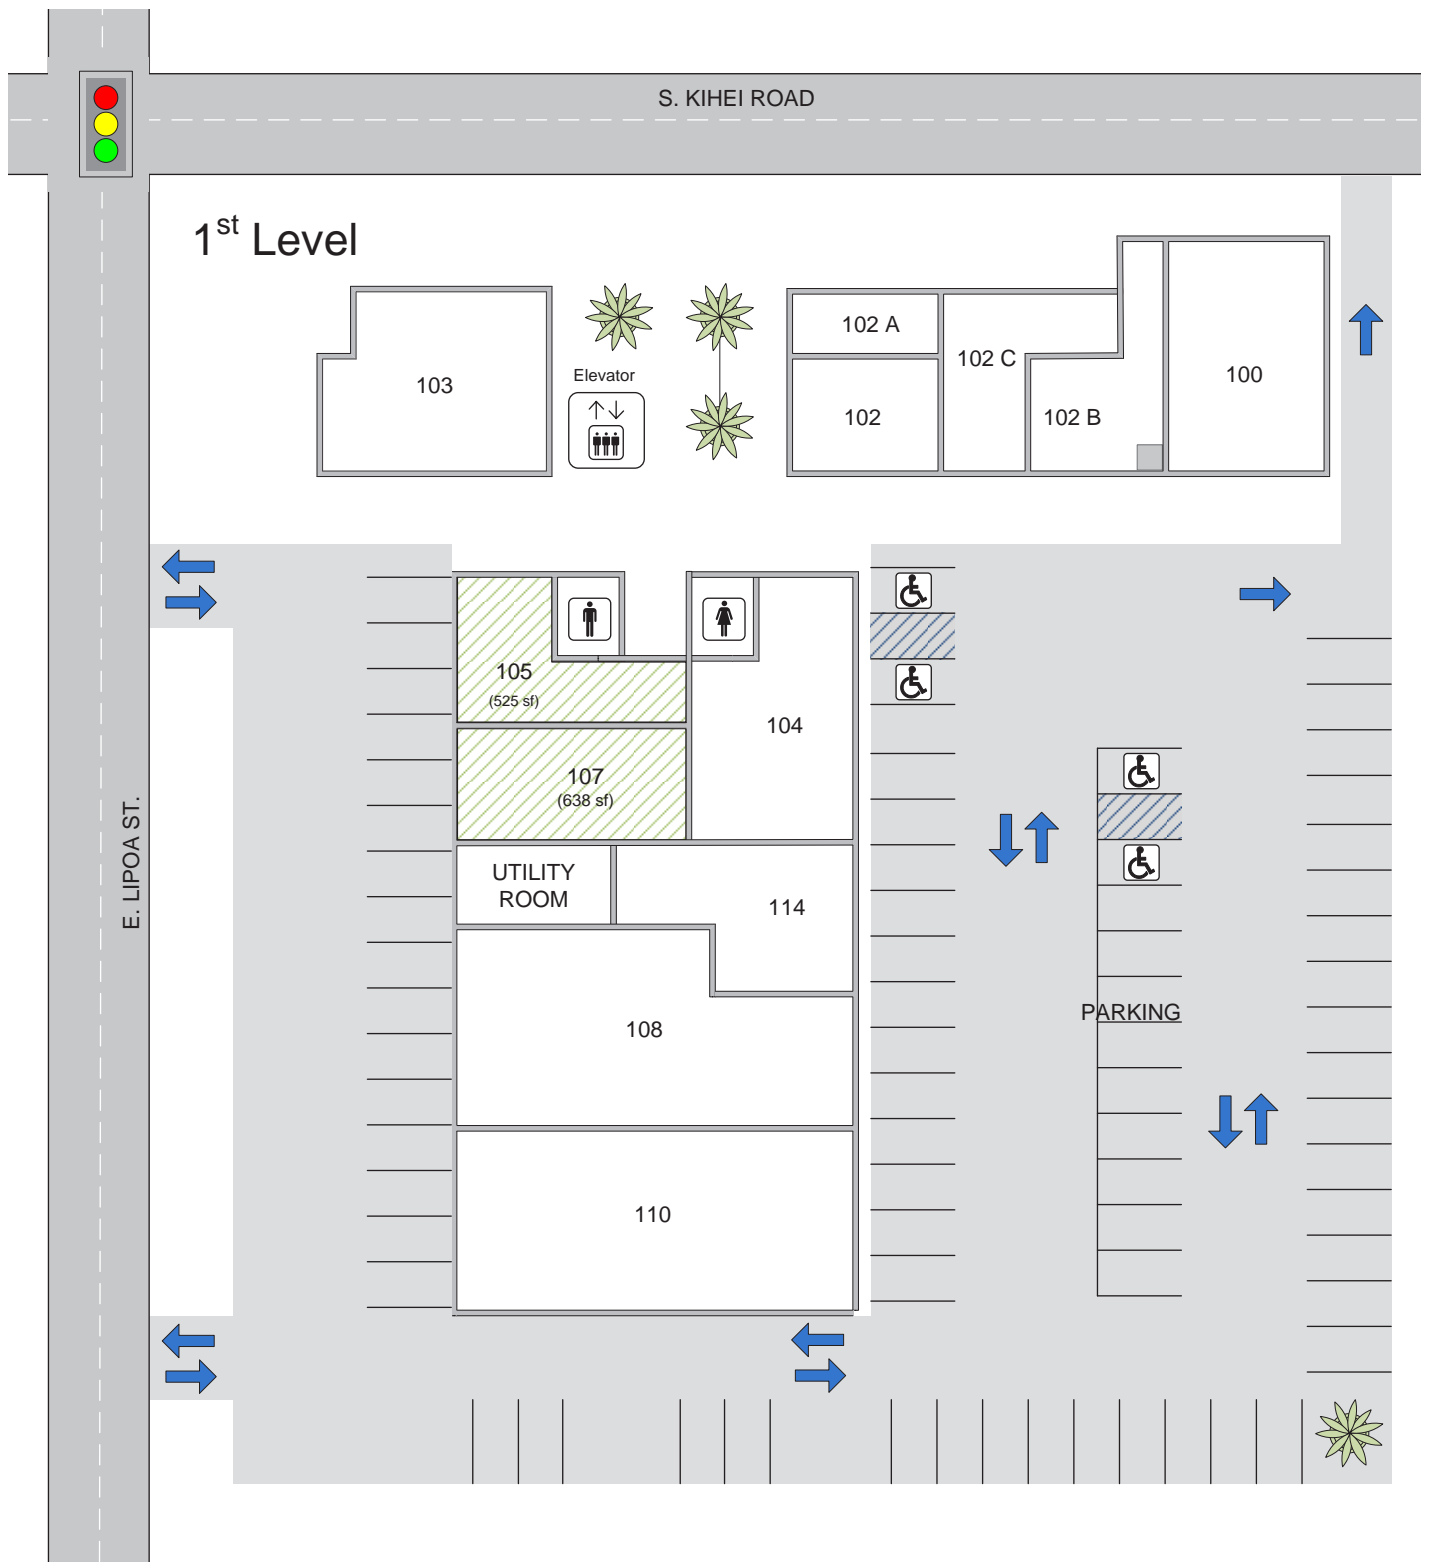 S. KIHEI ROAD
1st Level
102 A
102 C
103
Elevator
100
102
102 B
105
(525 sf)
104
107
(638 sf)
E. LIPOA ST.
UTILITY
ROOM
114
PARKING
108
110